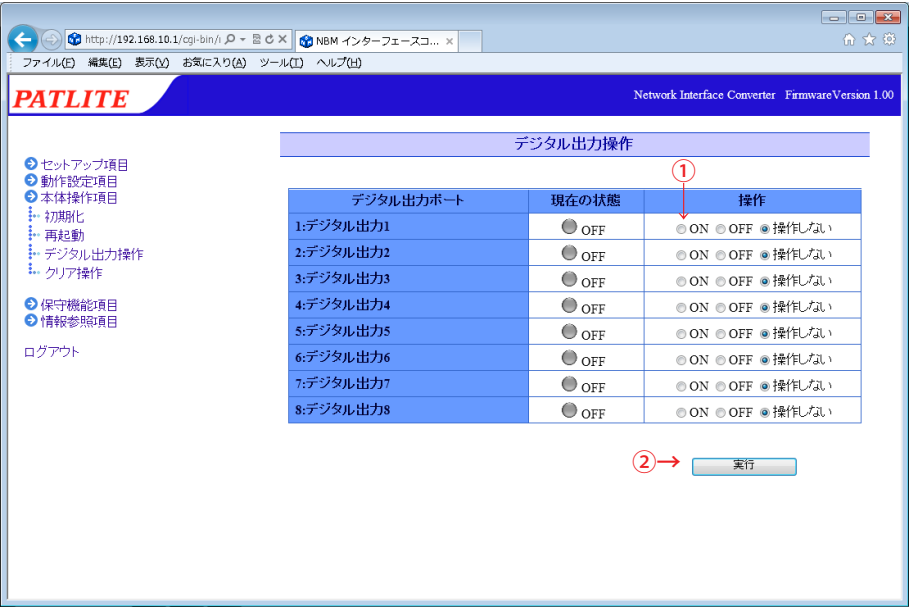 http://192.168.10.1/cgi-bin/
NBM インターフェースコ...
ファイル(F) 編集(E) 表示(V) お気に入り(A) ツール(T) ヘルプ(H)
PATLITE
Network Interface Converter FirmwareVersion 1.00
デジタル出力操作
セットアップ項目
動作設定項目
本体操作項目
初期化
再起動
デジタル出力操作
クリア操作
保守機能項目
情報参照項目
ログアウト
①
デジタル出力ポート 現在の状態 操作
1:デジタル出力1 OFF ON OFF 操作しない
2:デジタル出力2 OFF ON OFF 操作しない
3:デジタル出力3 OFF ON OFF 操作しない
4:デジタル出力4 OFF ON OFF 操作しない
5:デジタル出力5 OFF ON OFF 操作しない
6:デジタル出力6 OFF ON OFF 操作しない
7:デジタル出力7 OFF ON OFF 操作しない
8:デジタル出力8 OFF ON OFF 操作しない
②→ 実行